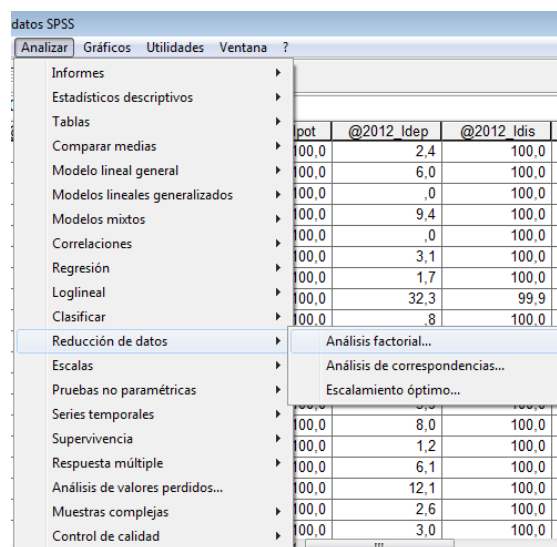 datos SPSS
Analizar Gráficos Utilidades Ventana ?
Informes
Estadísticos descriptivos
Tablas
lpot @2012_Idep @2012_Idis
100,0 2,4 100,0
Comparar medias
100,0 6,0 100,0
Modelo lineal general
100,0 ,0 100,0
Modelos lineales generalizados
100,0 9,4 100,0
Modelos mixtos
100,0 ,0 100,0
Correlaciones
100,0 3,1 100,0
Regresión
100,0 1,7 100,0
Loglineal
100,0 32,3 99,9
Clasificar
100,0 ,8 100,0
Reducción de datos
Análisis factorial...
Escalas
Análisis de correspondencias...
Pruebas no paramétricas
Escalamiento óptimo...
Series temporales
100,0 8,0 100,0
Supervivencia
100,0 1,2 100,0
Respuesta múltiple
100,0 6,1 100,0
Análisis de valores perdidos...
100,0 12,1 100,0
Muestras complejas
100,0 2,6 100,0
Control de calidad
100,0 3,0 100,0